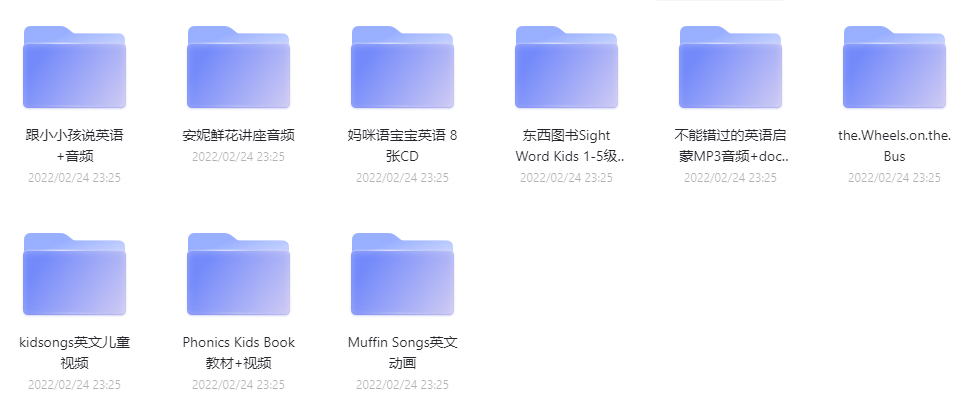 跟小小孩说英语
+音频
2022/02/24 23:25
安妮鲜花讲座音频
2022/02/24 23:25
妈咪语宝宝英语 8
张CD
2022/02/24 23:25
东西图书Sight
Word Kids 1-5级..
2022/02/24 23:25
不能错过的英语启
蒙MP3音频+doc..
2022/02/24 23:25
the.Wheels.on.the.
Bus
2022/02/24 23:25
kidsongs英文儿童
视频
2022/02/24 23:25
Phonics Kids Book
教材+视频
2022/02/24 23:25
Muffin Songs英文
动画
2022/02/24 23:25